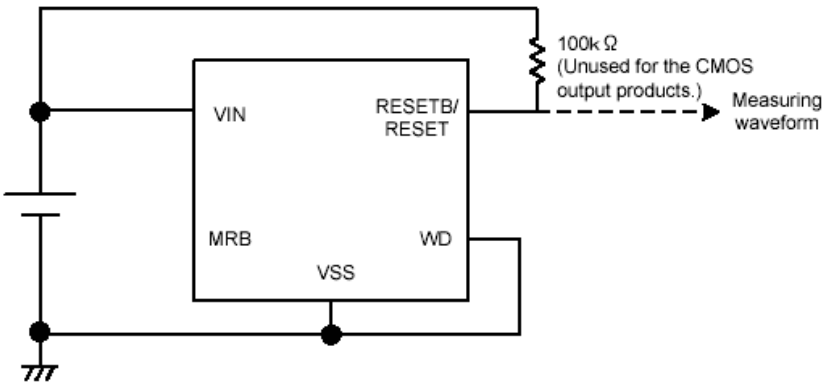 100k Ω
(Unused for the CMOS
output products.)
Measuring
waveform
VIN
RESETB/
RESET
MRB
WD
VSS